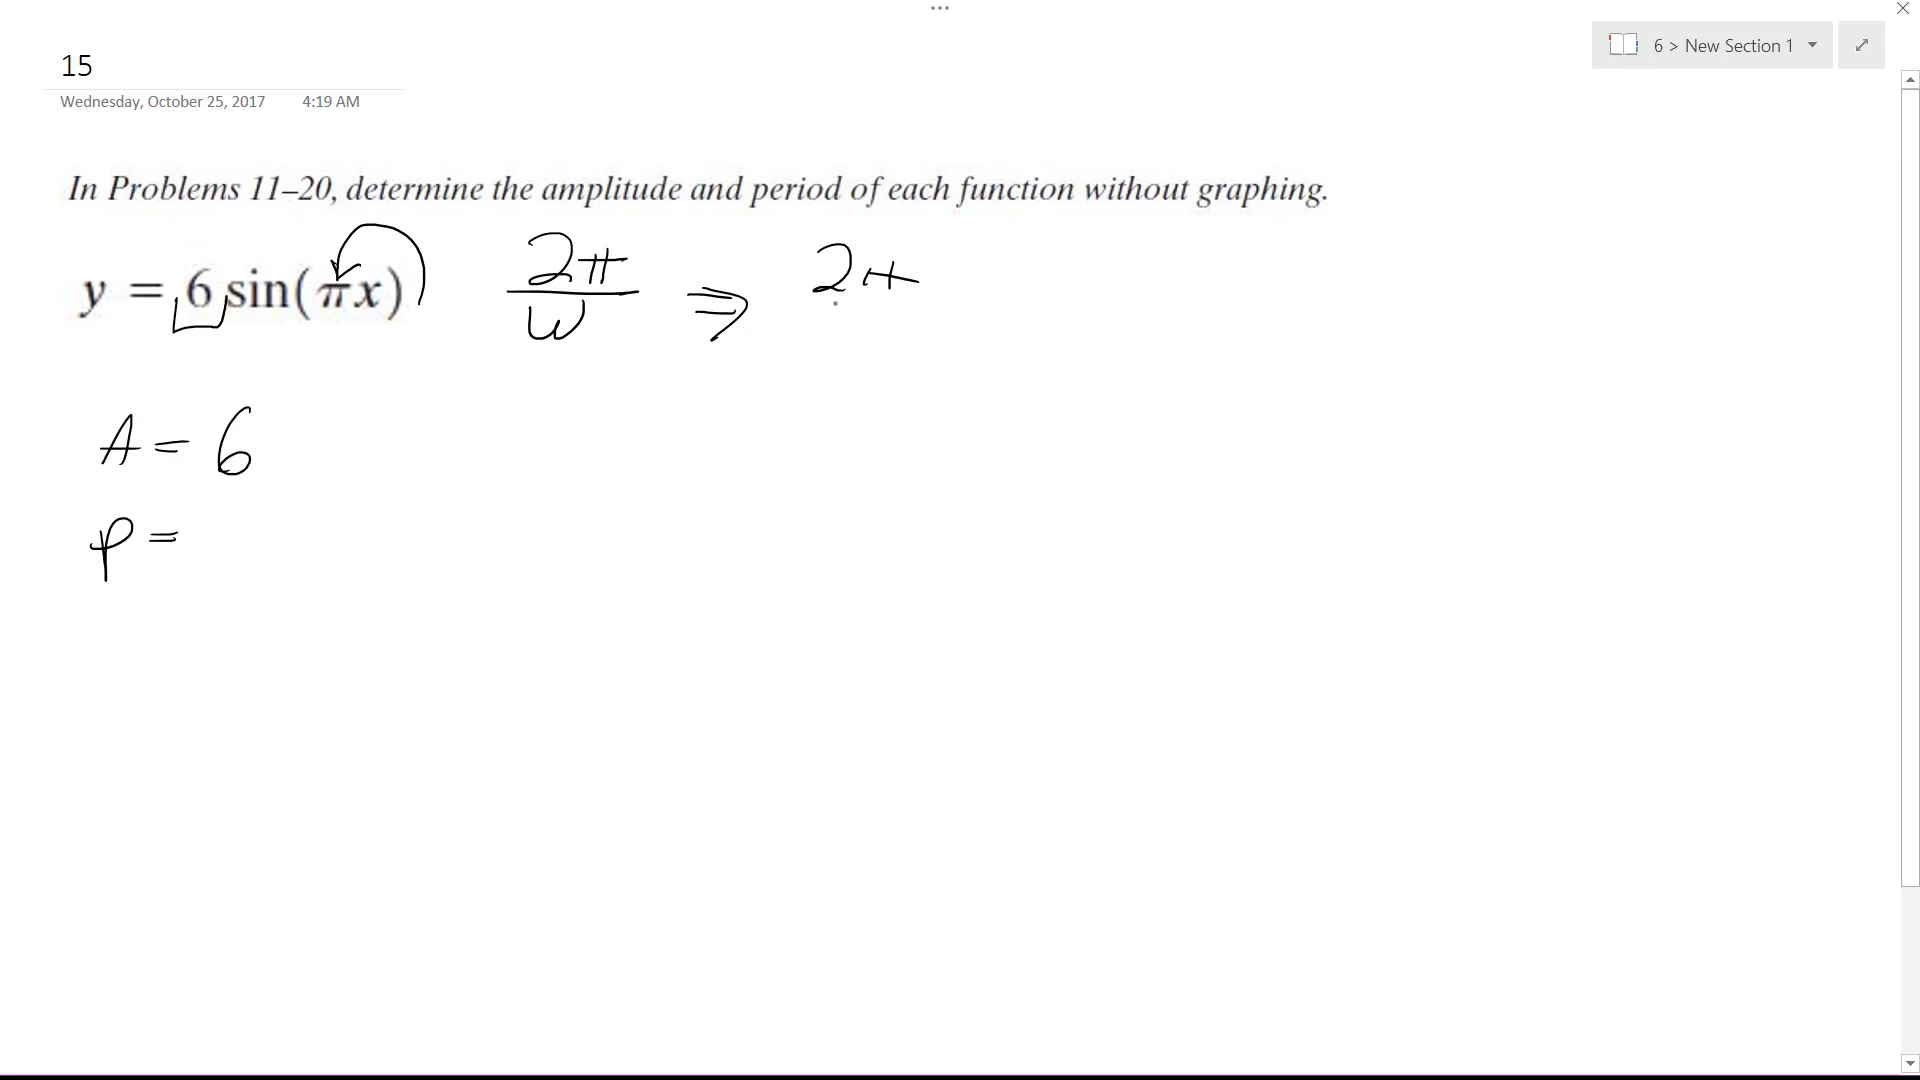 15
6 > New Section 1
Wednesday, October 25, 2017 4:19 AM
In Problems 11–20, determine the amplitude and period of each function without graphing.
y = 6 sin(πx) 2π/ω ⇒ 2π
A = 6
P =